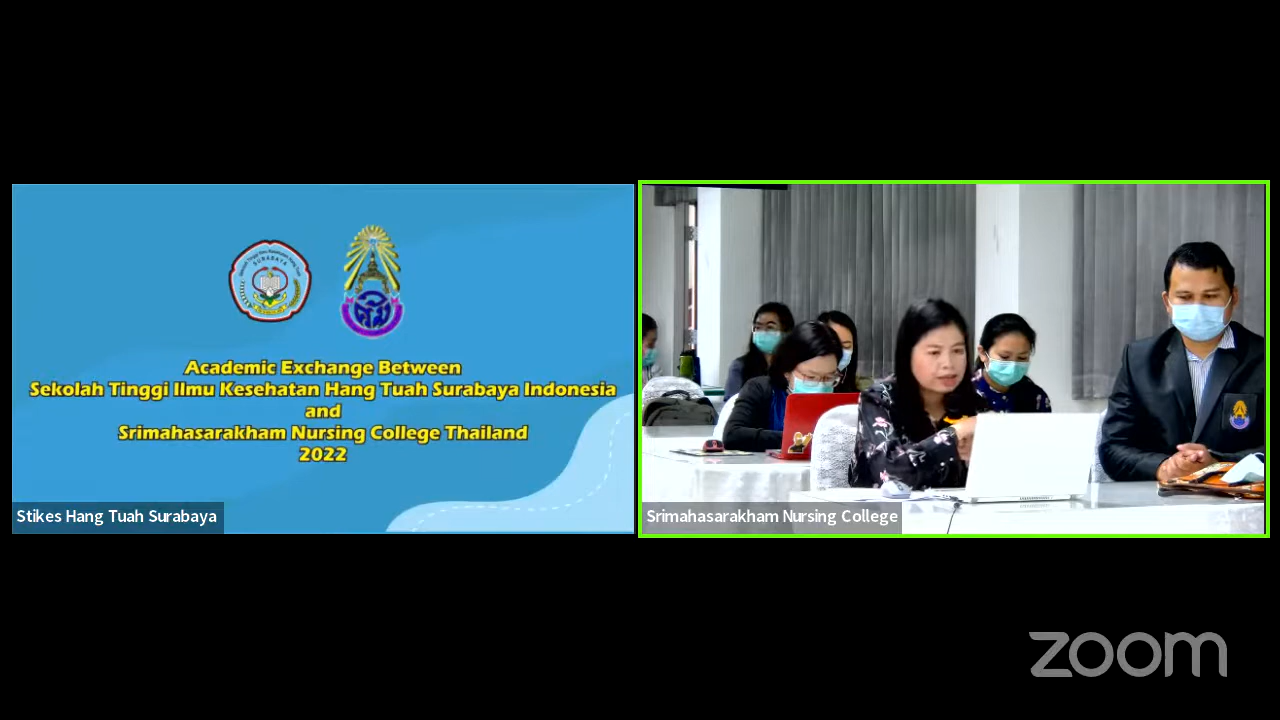 SURABAYA
Academic Exchange Between
Sekolah Tinggi Ilmu Kesehatan Hang Tuah Surabaya Indonesia
and
Srimahasarakham Nursing College Thailand
2022
Stikes Hang Tuah Surabaya
Srimahasarakham Nursing College
zoom